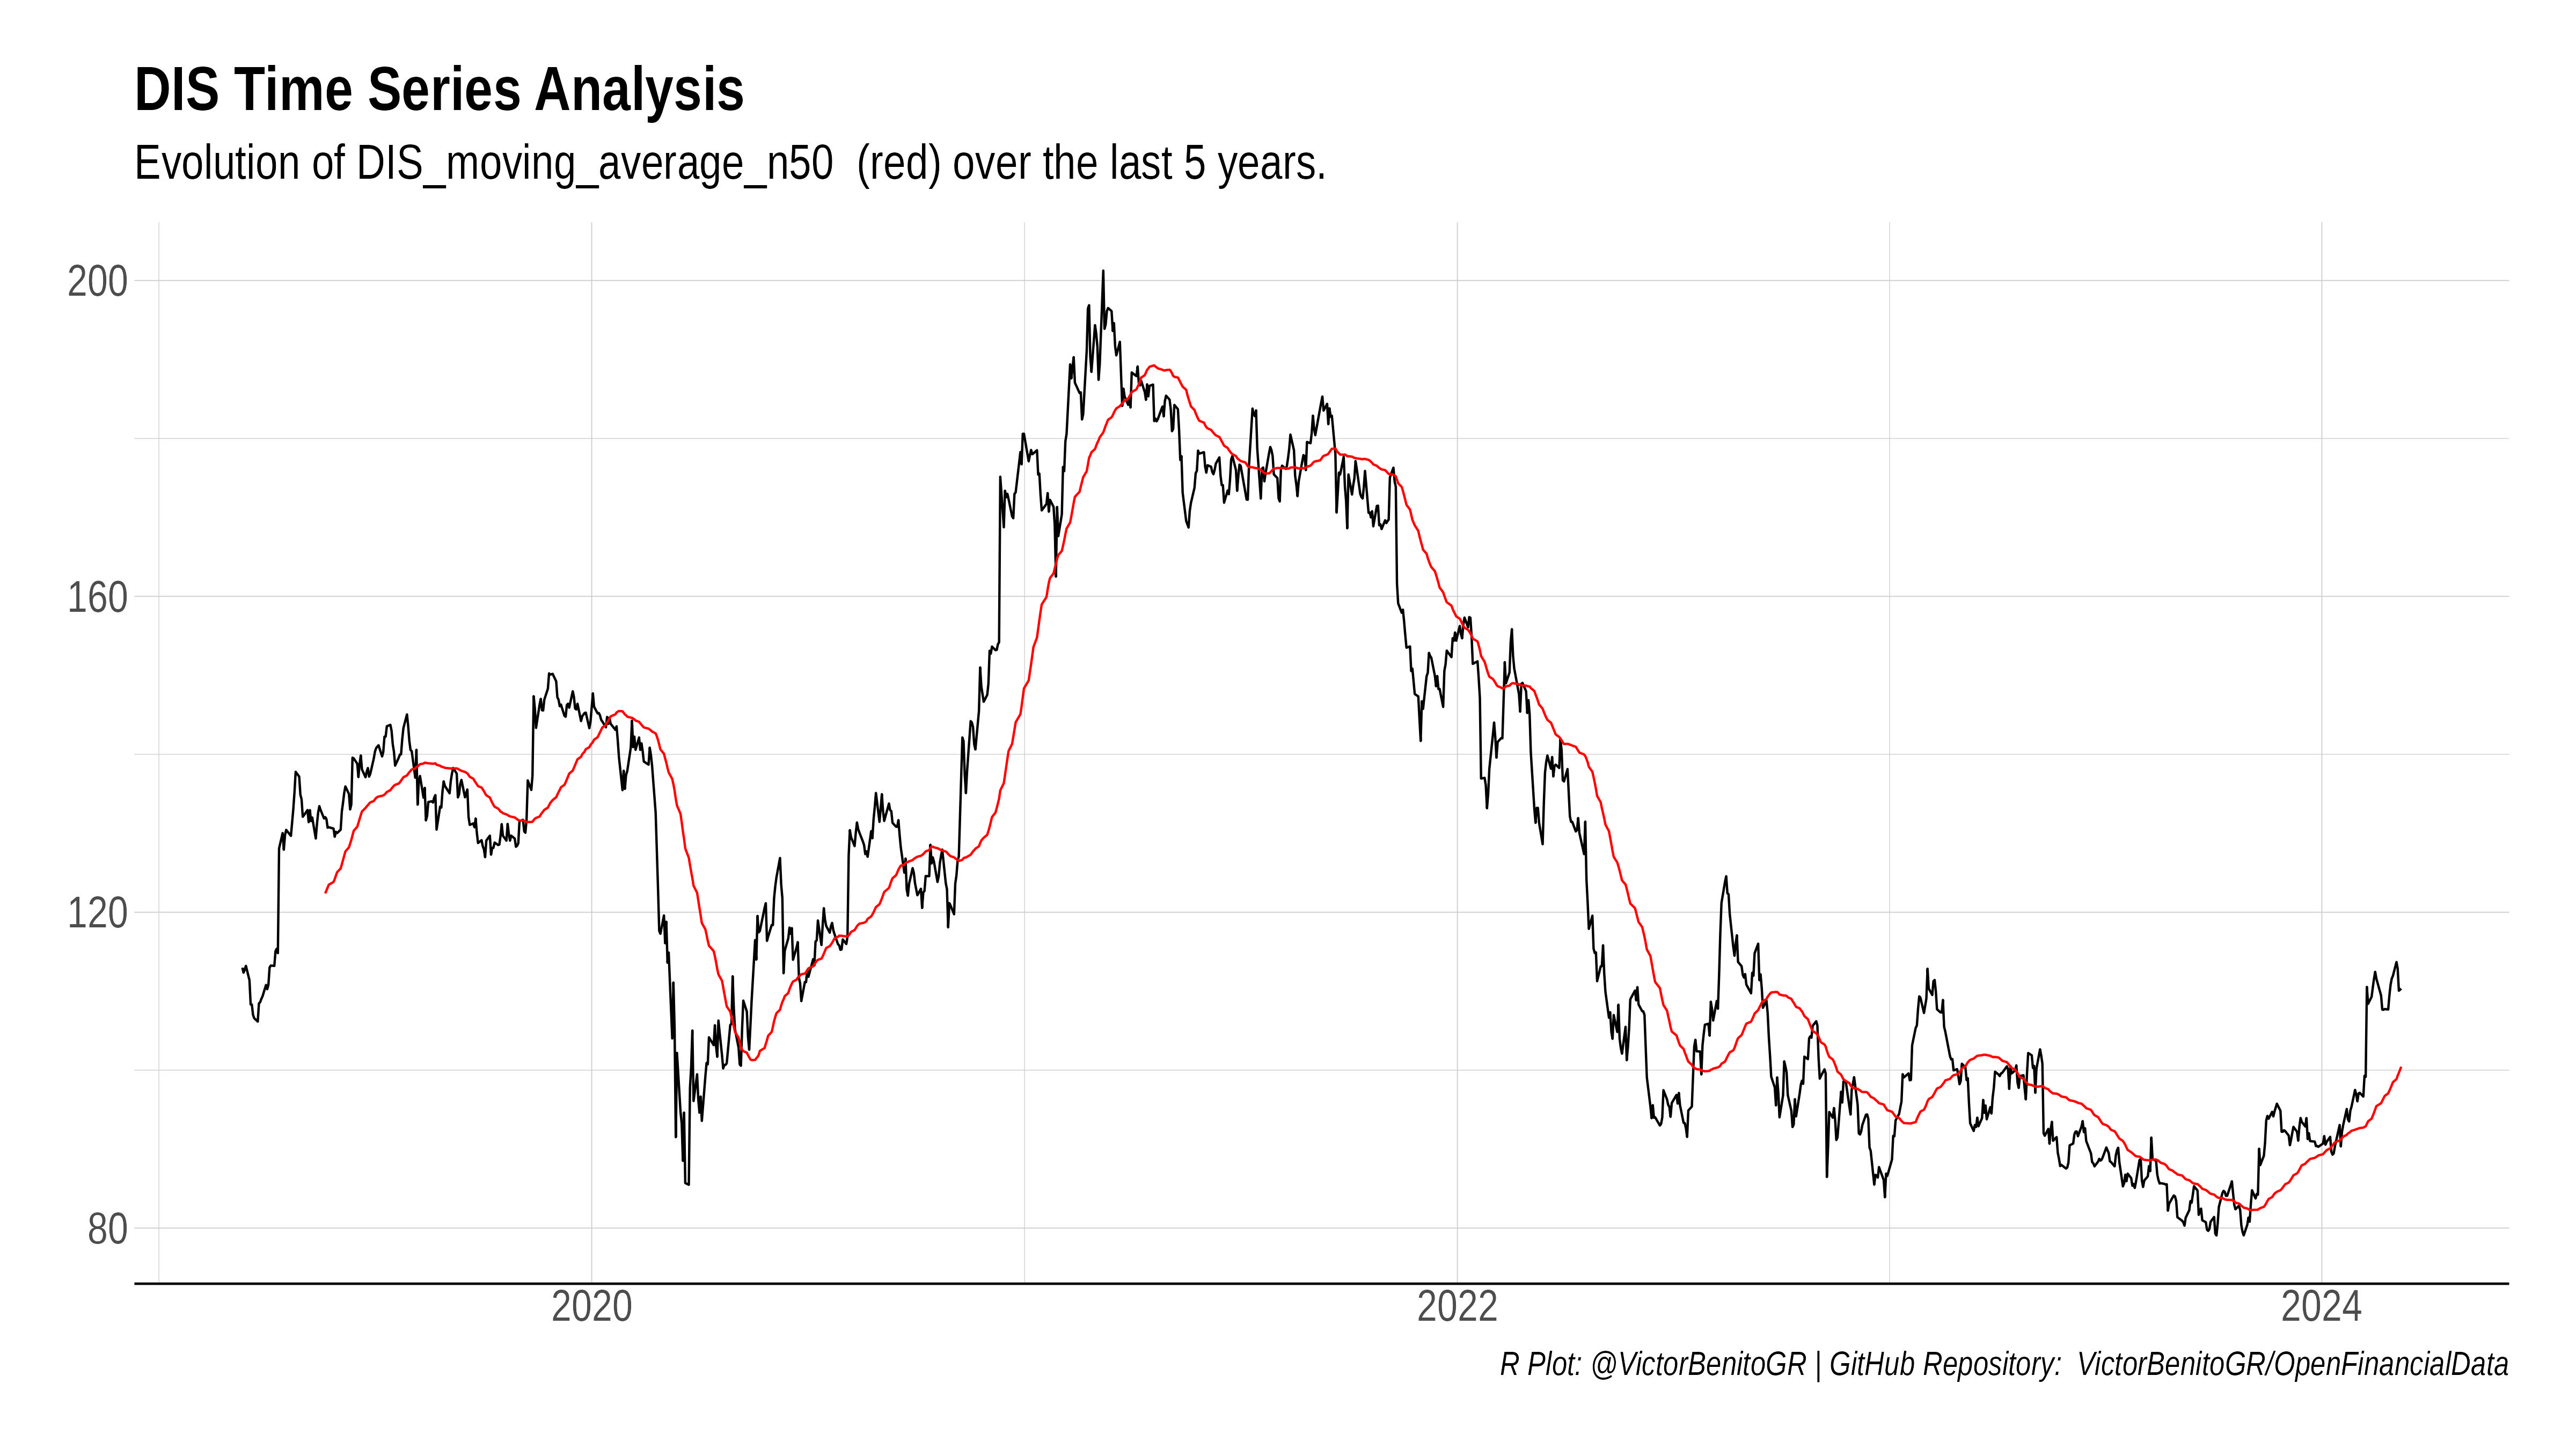 DIS Time Series Analysis
Evolution of DIS_moving_average_n50  (red) over the last 5 years.
200
160
120
80
2020 2022 2024
R Plot: @VictorBenitoGR | GitHub Repository:  VictorBenitoGR/OpenFinancialData